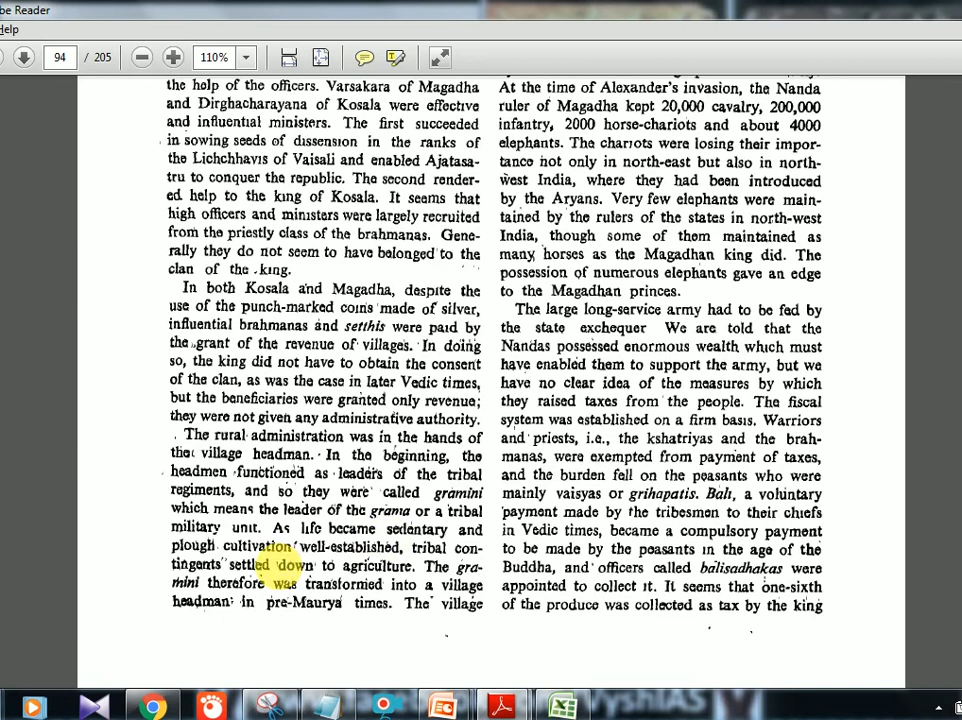 be Reader
Help
94 / 205
110%
the help of the officers. Varsakara of Magadha
and Dirghacharayana of Kosala were effective
and influential ministers. The first succeeded
in sowing seeds of dissension in the ranks of
the Lichchhavis of Vaisali and enabled Ajatasa-
tru to conquer the republic. The second render-
ed help to the king of Kosala. It seems that
high officers and ministers were largely recruited
from the priestly class of the brahmanas. Gene-
rally they do not seem to have belonged to the
clan of the king.
In both Kosala and Magadha, despite the
use of the punch-marked coins made of silver,
influential brahmanas and setthis were paid by
the grant of the revenue of villages. In doing
so, the king did not have to obtain the consent
of the clan, as was the case in later Vedic times,
but the beneficiaries were granted only revenue;
they were not given any administrative authority.
The rural administration was in the hands of
the village headman. In the beginning, the
headmen functioned as leaders of the tribal
regiments, and so they were called gramini
which means the leader of the grama or a tribal
military unit. As life became sedentary and
plough cultivation well-established, tribal con-
tingents settled down to agriculture. The gra-
mini therefore was transformed into a village
headman in pre-Maurya times. The village
At the time of Alexander's invasion, the Nanda
ruler of Magadha kept 20,000 cavalry, 200,000
infantry, 2000 horse-chariots and about 4000
elephants. The chariots were losing their impor-
tance not only in north-east but also in north-
west India, where they had been introduced
by the Aryans. Very few elephants were main-
tained by the rulers of the states in north-west
India, though some of them maintained as
many horses as the Magadhan king did. The
possession of numerous elephants gave an edge
to the Magadhan princes.
The large long-service army had to be fed by
the state exchequer We are told that the
Nandas possessed enormous wealth which must
have enabled them to support the army, but we
have no clear idea of the measures by which
they raised taxes from the people. The fiscal
system was established on a firm basis. Warriors
and priests, i.e., the kshatriyas and the brah-
manas, were exempted from payment of taxes,
and the burden fell on the peasants who were
mainly vaisyas or grihapatis. Bali, a voluntary
payment made by the tribesmen to their chiefs
in Vedic times, became a compulsory payment
to be made by the peasants in the age of the
Buddha, and officers called balisadhakas were
appointed to collect it. It seems that one-sixth
of the produce was collected as tax by the king
VyshIAS